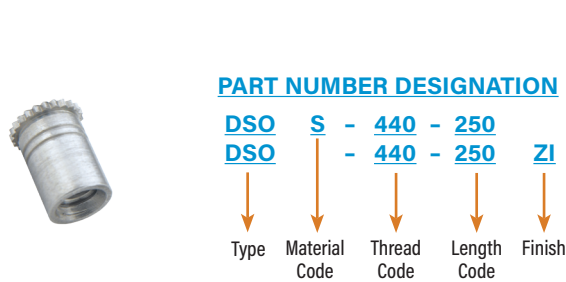 PART NUMBER DESIGNATION
DSO S - 440 - 250
DSO - 440 - 250 ZI
Type Material Code Thread Code Length Code Finish